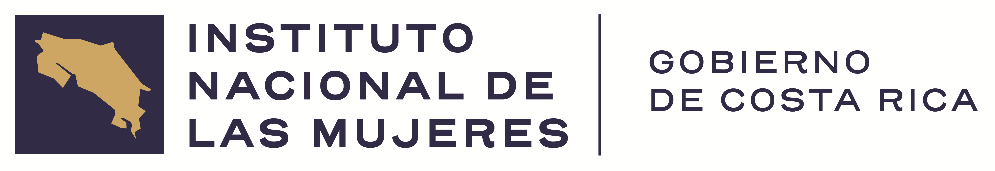 INSTITUTO
NACIONAL DE
LAS MUJERES
GOBIERNO
DE COSTA RICA